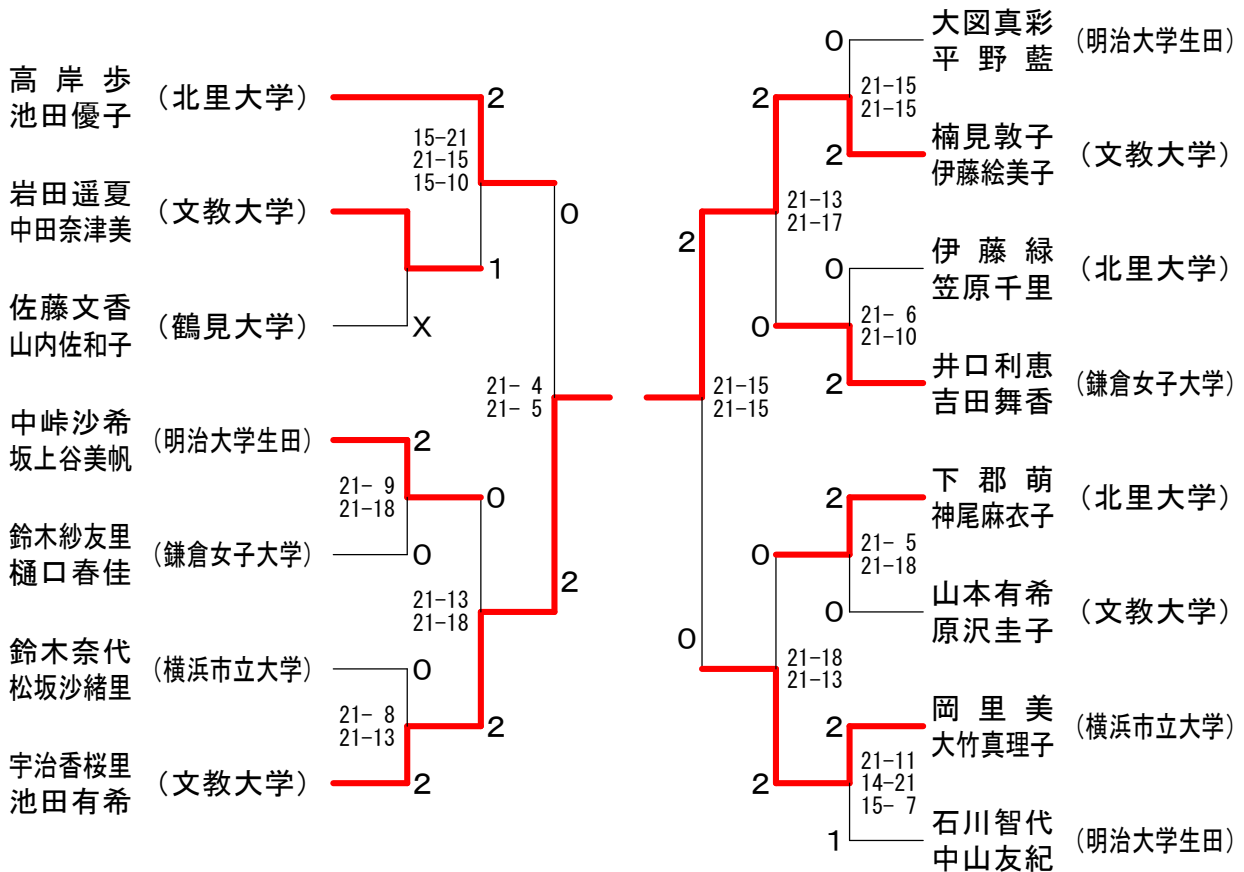 高岸歩
池田優子
(北里大学)
2
15-21
21-15
15-10
岩田遥夏
中田奈津美
(文教大学)
0
1
佐藤文香
山内佐和子
(鶴見大学)
X
21- 4
21- 5
中峠沙希
坂上谷美帆
(明治大学生田)
2
21- 9
21-18
0
鈴木紗友里
樋口春佳
(鎌倉女子大学)
0
2
21-13
21-18
鈴木奈代
松坂沙緒里
(横浜市立大学)
0
21- 8
21-13
2
宇治香桜里
池田有希
(文教大学)
2
0
大図真彩
平野藍
(明治大学生田)
2
21-15
21-15
2
楠見敦子
伊藤絵美子
(文教大学)
2
21-13
21-17
0
伊藤緑
笠原千里
(北里大学)
0
21- 6
21-10
2
井口利恵
吉田舞香
(鎌倉女子大学)
21-15
21-15
2
下郡萌
神尾麻衣子
(北里大学)
0
21- 5
21-18
0
山本有希
原沢圭子
(文教大学)
0
21-18
21-13
2
岡里美
大竹真理子
(横浜市立大学)
2
21-11
14-21
15- 7
1
石川智代
中山友紀
(明治大学生田)